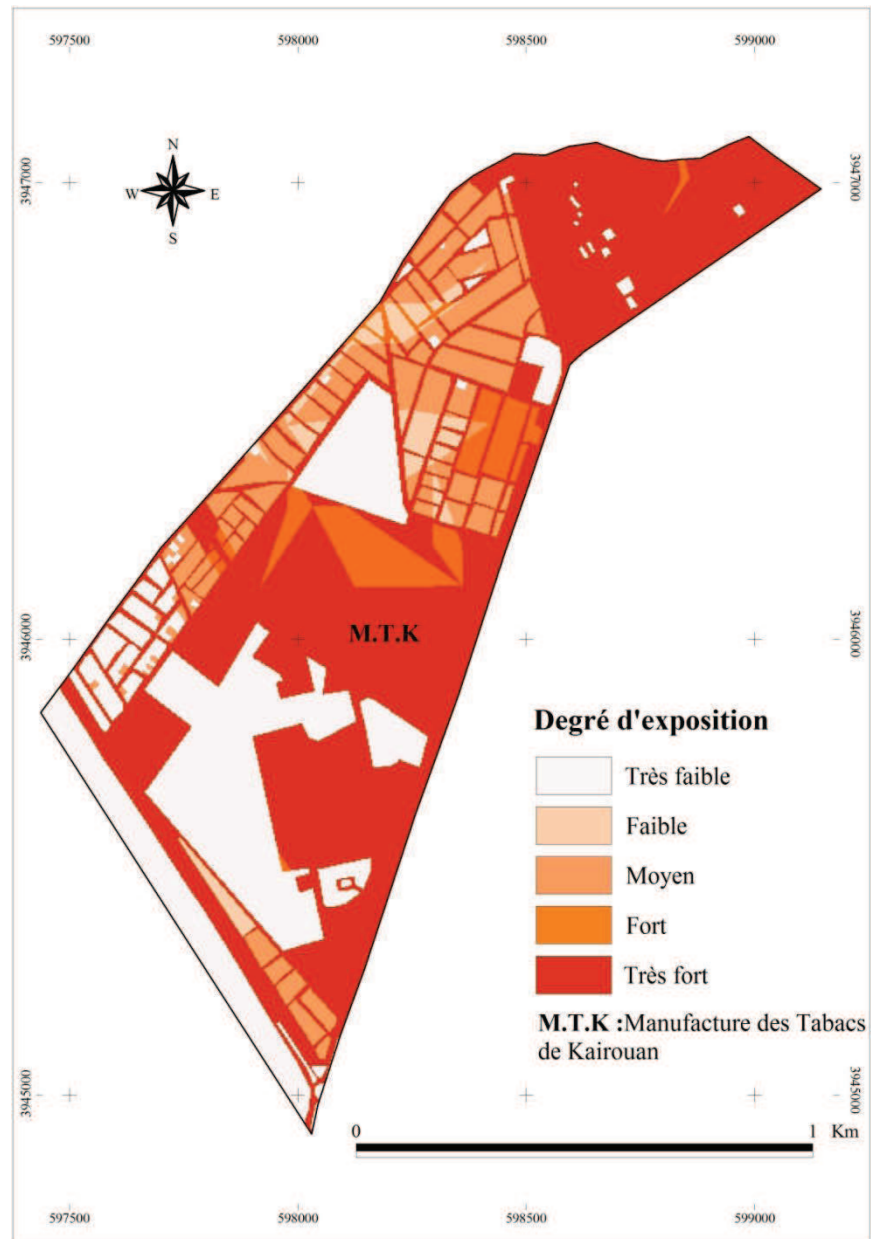 597500 598000 598500 599000
N
W E
S
3947000 3947000
3946000 3946000
M.T.K
Degré d'exposition
Très faible
Faible
Moyen
Fort
Très fort
M.T.K :Manufacture des Tabacs
de Kairouan
3945000 3945000
0 1 Km
597500 598000 598500 599000